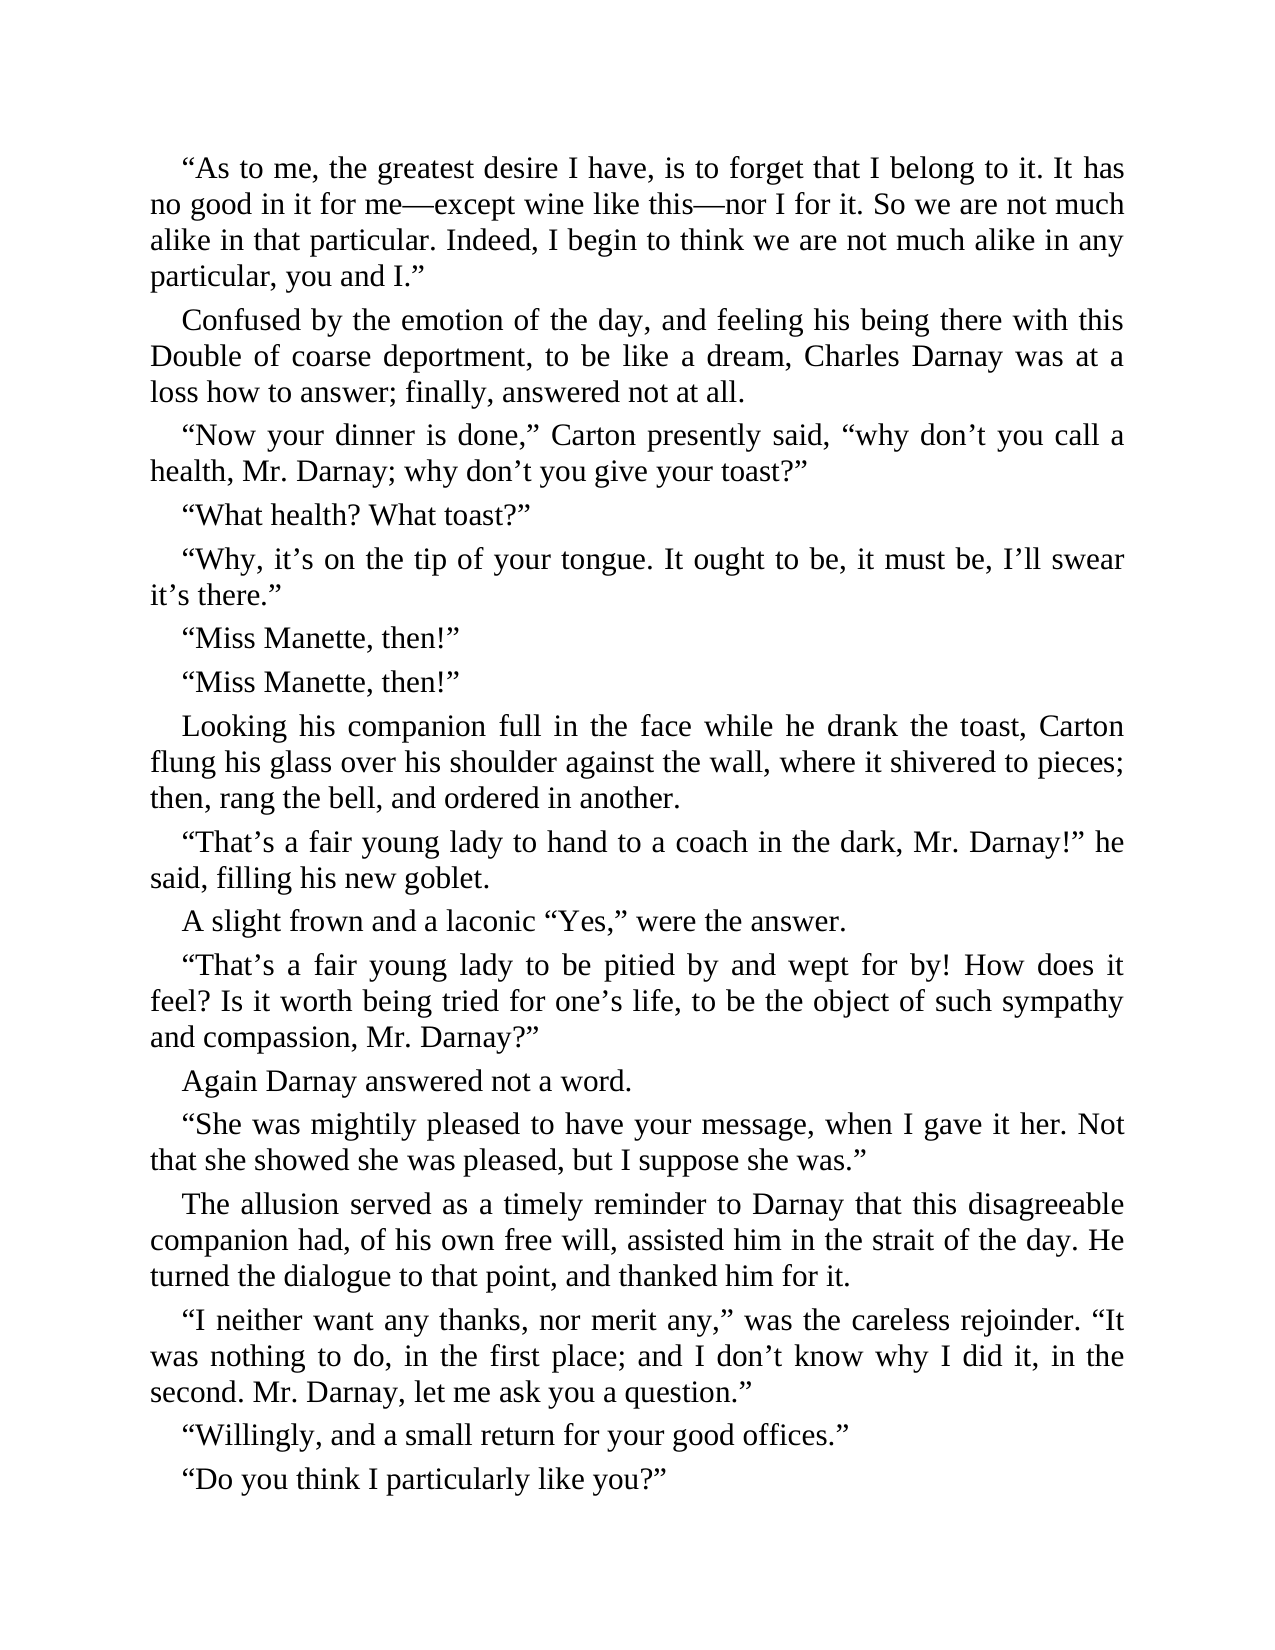 “As to me, the greatest desire I have, is to forget that I belong to it. It has
no good in it for me—except wine like this—nor I for it. So we are not much
alike in that particular. Indeed, I begin to think we are not much alike in any
particular, you and I.”
Confused by the emotion of the day, and feeling his being there with this
Double of coarse deportment, to be like a dream, Charles Darnay was at a
loss how to answer; finally, answered not at all.
“Now your dinner is done,” Carton presently said, “why don’t you call a
health, Mr. Darnay; why don’t you give your toast?”
“What health? What toast?”
“Why, it’s on the tip of your tongue. It ought to be, it must be, I’ll swear
it’s there.”
“Miss Manette, then!”
“Miss Manette, then!”
Looking his companion full in the face while he drank the toast, Carton
flung his glass over his shoulder against the wall, where it shivered to pieces;
then, rang the bell, and ordered in another.
“That’s a fair young lady to hand to a coach in the dark, Mr. Darnay!” he
said, filling his new goblet.
A slight frown and a laconic “Yes,” were the answer.
“That’s a fair young lady to be pitied by and wept for by! How does it
feel? Is it worth being tried for one’s life, to be the object of such sympathy
and compassion, Mr. Darnay?”
Again Darnay answered not a word.
“She was mightily pleased to have your message, when I gave it her. Not
that she showed she was pleased, but I suppose she was.”
The allusion served as a timely reminder to Darnay that this disagreeable
companion had, of his own free will, assisted him in the strait of the day. He
turned the dialogue to that point, and thanked him for it.
“I neither want any thanks, nor merit any,” was the careless rejoinder. “It
was nothing to do, in the first place; and I don’t know why I did it, in the
second. Mr. Darnay, let me ask you a question.”
“Willingly, and a small return for your good offices.”
“Do you think I particularly like you?”